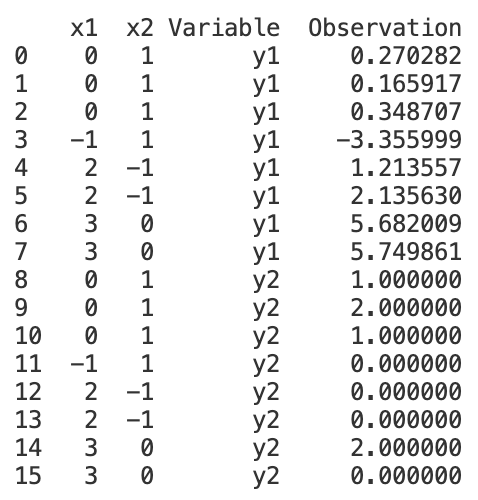 x1 x2 Variable Observation
0 0 1 y1 0.270282
1 0 1 y1 0.165917
2 0 1 y1 0.348707
3 -1 1 y1 -3.355999
4 2 -1 y1 1.213557
5 2 -1 y1 2.135630
6 3 0 y1 5.682009
7 3 0 y1 5.749861
8 0 1 y2 1.000000
9 0 1 y2 2.000000
10 0 1 y2 1.000000
11 -1 1 y2 0.000000
12 2 -1 y2 0.000000
13 2 -1 y2 0.000000
14 3 0 y2 2.000000
15 3 0 y2 0.000000